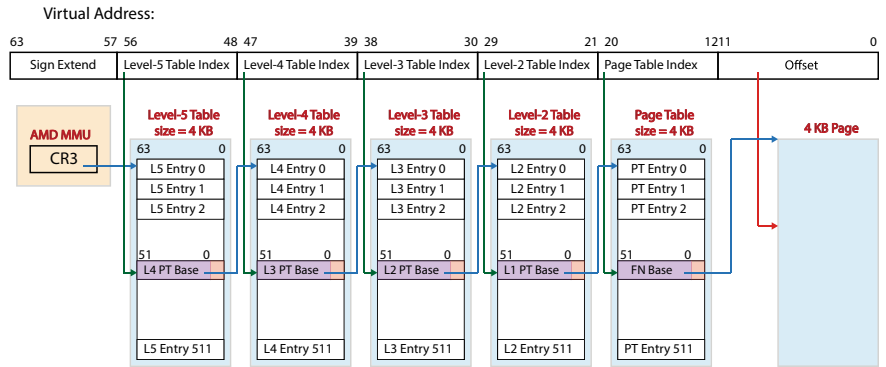 Virtual Address:
63 57 56 48 47 39 38 30 29 21 20 1211 0
Sign Extend Level-5 Table Index Level-4 Table Index Level-3 Table Index Level-2 Table Index Page Table Index Offset
Level-5 Table Level-4 Table Level-3 Table Level-2 Table Page Table
size = 4 KB size = 4 KB size = 4 KB size = 4 KB size = 4 KB
AMD MMU 4 KB Page
63 0 63 0 63 0 63 0 63 0
CR3
L5 Entry 0 L4 Entry 0 L3 Entry 0 L2 Entry 0 PT Entry 0
L5 Entry 1 L4 Entry 1 L3 Entry 1 L2 Entry 1 PT Entry 1
L5 Entry 2 L4 Entry 2 L3 Entry 2 L2 Entry 2 PT Entry 2
51 0 51 0 51 0 51 0 51 0
L4 PT Base L3 PT Base L2 PT Base L1 PT Base FN Base
L5 Entry 511 L4 Entry 511 L3 Entry 511 L2 Entry 511 PT Entry 511